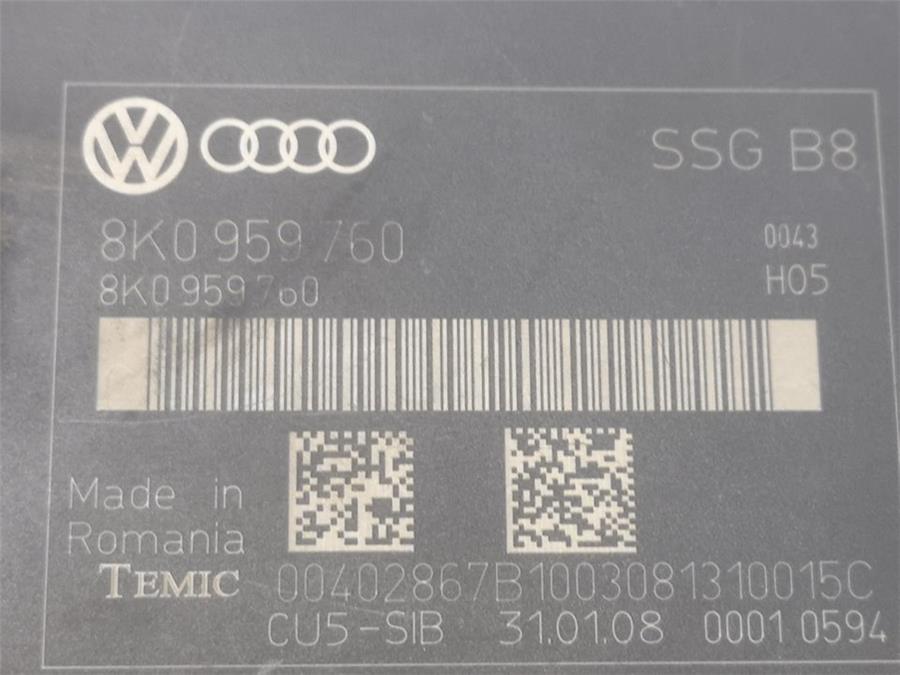 SSG B8
8K0 959 760
0043
8K0 959 760
H05
Made in
Romania
TEMIC 00402867B1003081310015C
CU5-SIB 31.01.08 0001 0594